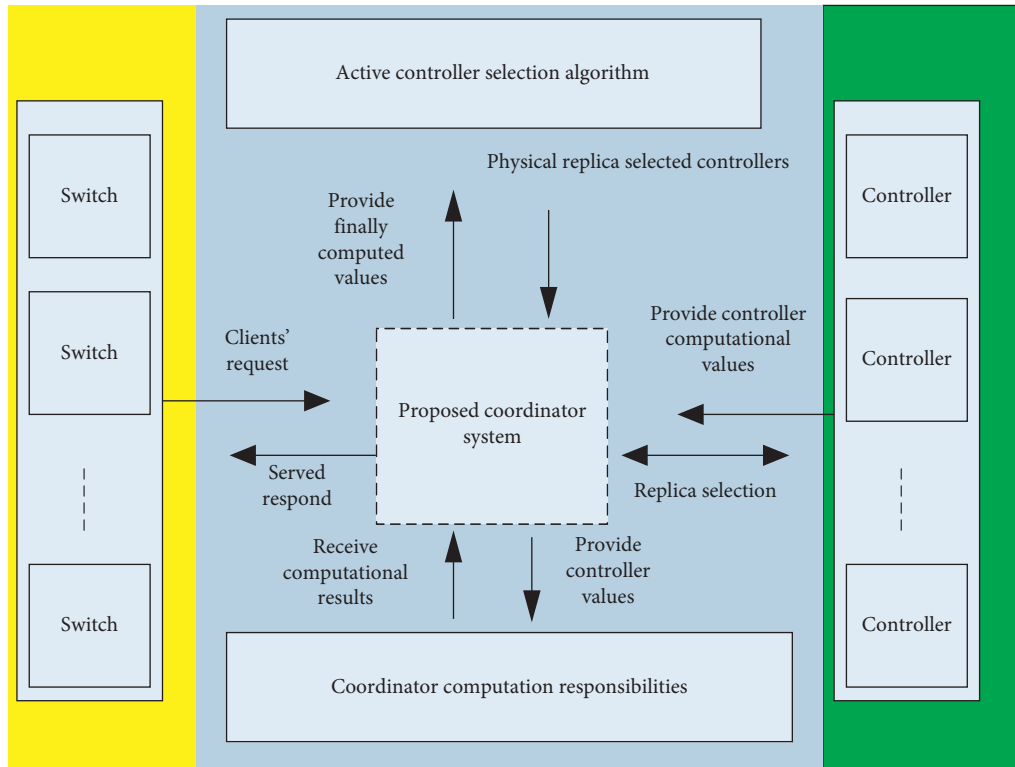 Active controller selection algorithm
Physical replica selected controllers
Provide
finally
computed
values
Switch
Switch
Switch
Clients’
request
Served
respond
Proposed coordinator
system
Provide controller
computational
values
Replica selection
Controller
Controller
Controller
Receive
computational
results
Provide
controller
values
Coordinator computation responsibilities